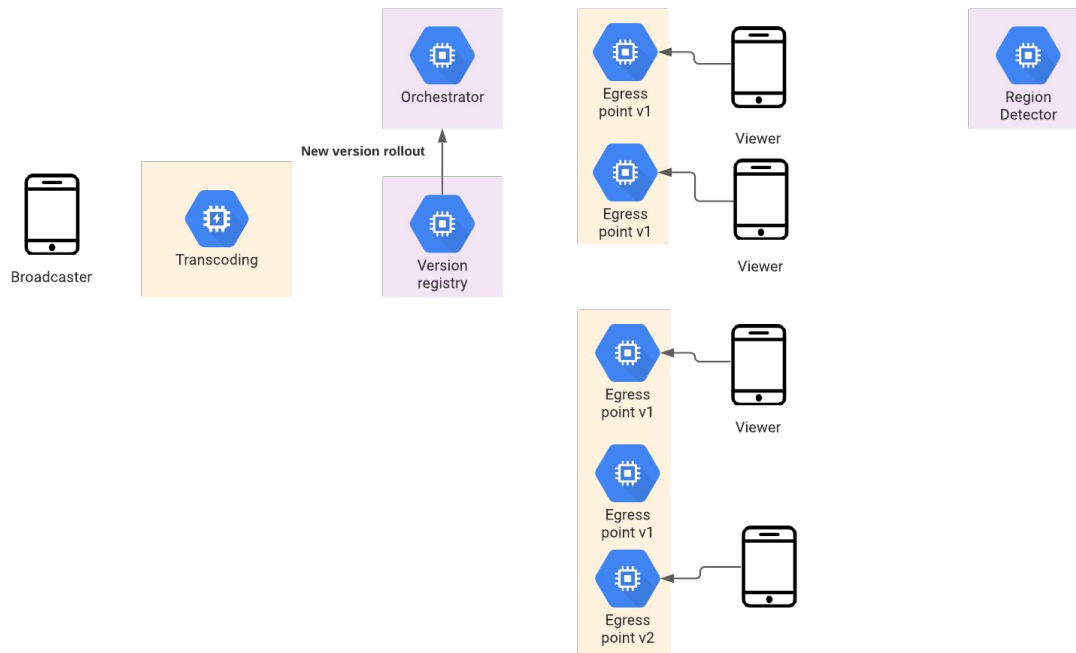 Orchestrator
New version rollout
Version
registry
Broadcaster
Transcoding
Egress
point v1
Viewer
Egress
point v1
Viewer
Egress
point v1
Viewer
Egress
point v1
Egress
point v2
Region
Detector